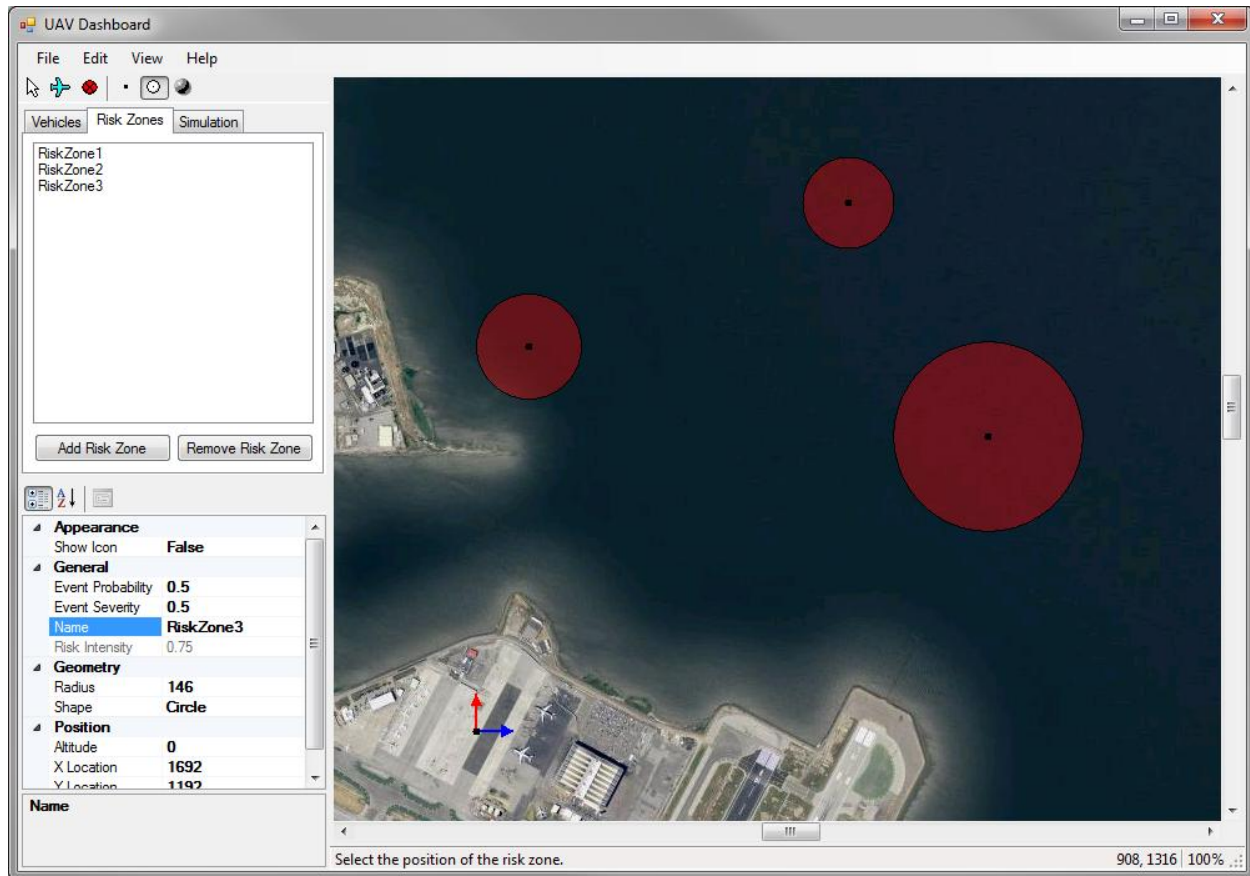 UAV Dashboard
File Edit View Help
Vehicles Risk Zones Simulation
RiskZone1
RiskZone2
RiskZone3
Add Risk Zone Remove Risk Zone
Appearance
Show Icon False
General
Event Probability 0.5
Event Severity 0.5
Name RiskZone3
Risk Intensity 0.75
Geometry
Radius 146
Shape Circle
Position
Altitude 0
X Location 1692
Y Location 1192
Name
Select the position of the risk zone. 908, 1316 100%